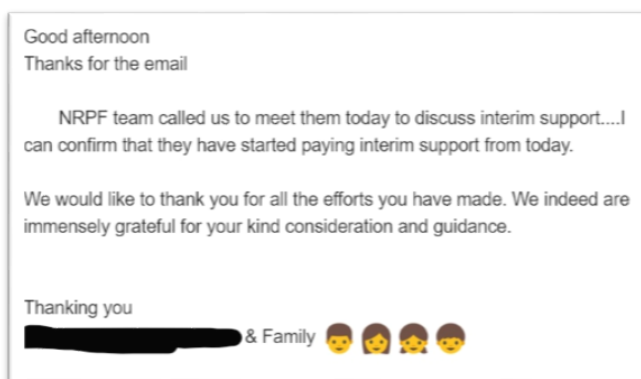 Good afternoon
Thanks for the email
NRPF team called us to meet them today to discuss interim support....I
can confirm that they have started paying interim support from today.
We would like to thank you for all the efforts you have made. We indeed are
immensely grateful for your kind consideration and guidance.
Thanking you
& Family 👨👩👧👦